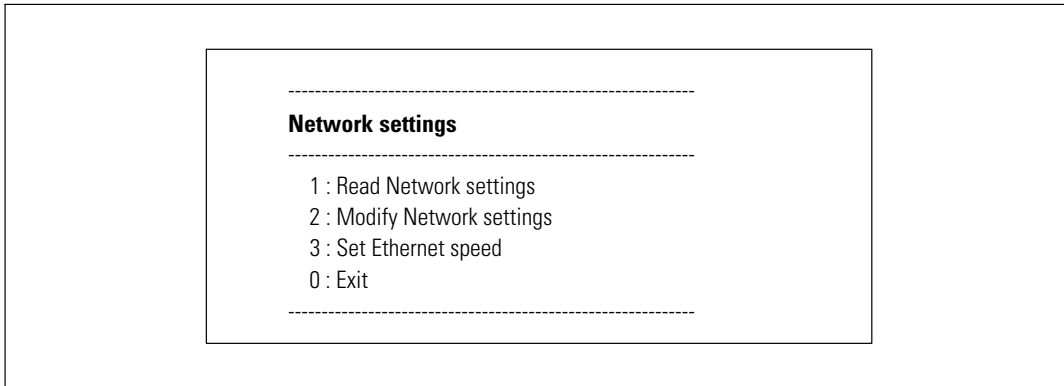 ------------------------------------------------------------
Network settings
------------------------------------------------------------
1 : Read Network settings
2 : Modify Network settings
3 : Set Ethernet speed
0 : Exit
------------------------------------------------------------